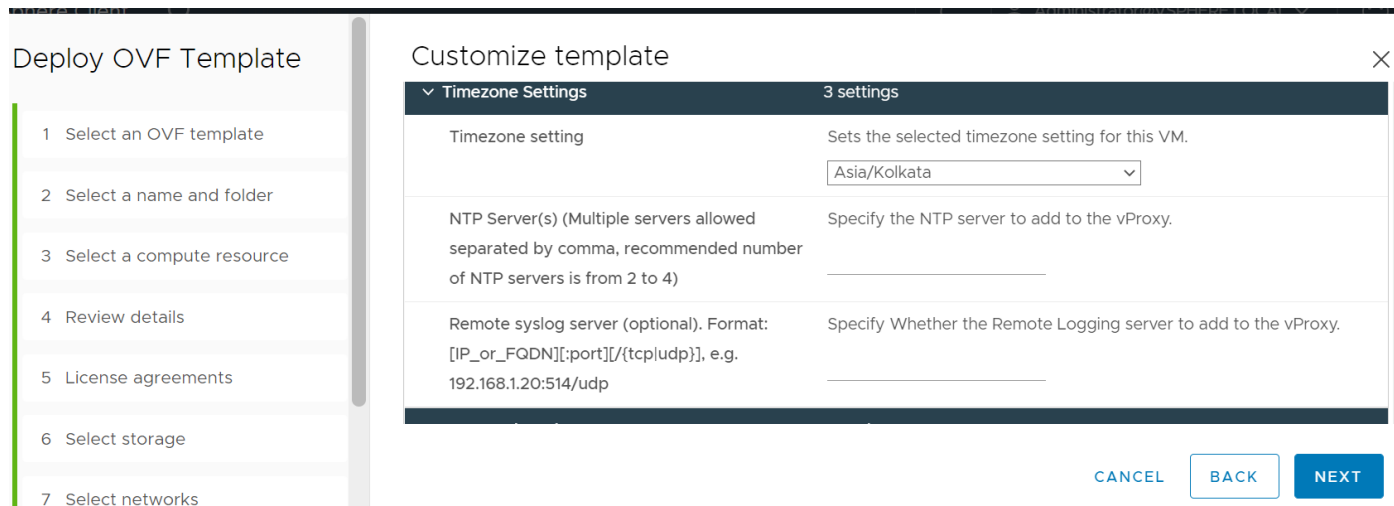 Deploy OVF Template
1 Select an OVF template
2 Select a name and folder
3 Select a compute resource
4 Review details
5 License agreements
6 Select storage
7 Select networks
Customize template
Timezone Settings 3 settings
Timezone setting Sets the selected timezone setting for this VM.
Asia/Kolkata
NTP Server(s) (Multiple servers allowed Specify the NTP server to add to the vProxy.
separated by comma, recommended number
of NTP servers is from 2 to 4)
Remote syslog server (optional). Format: Specify Whether the Remote Logging server to add to the vProxy.
[IP_or_FQDN][:port][/{tcp|udp}], e.g.
192.168.1.20:514/udp
CANCEL BACK NEXT